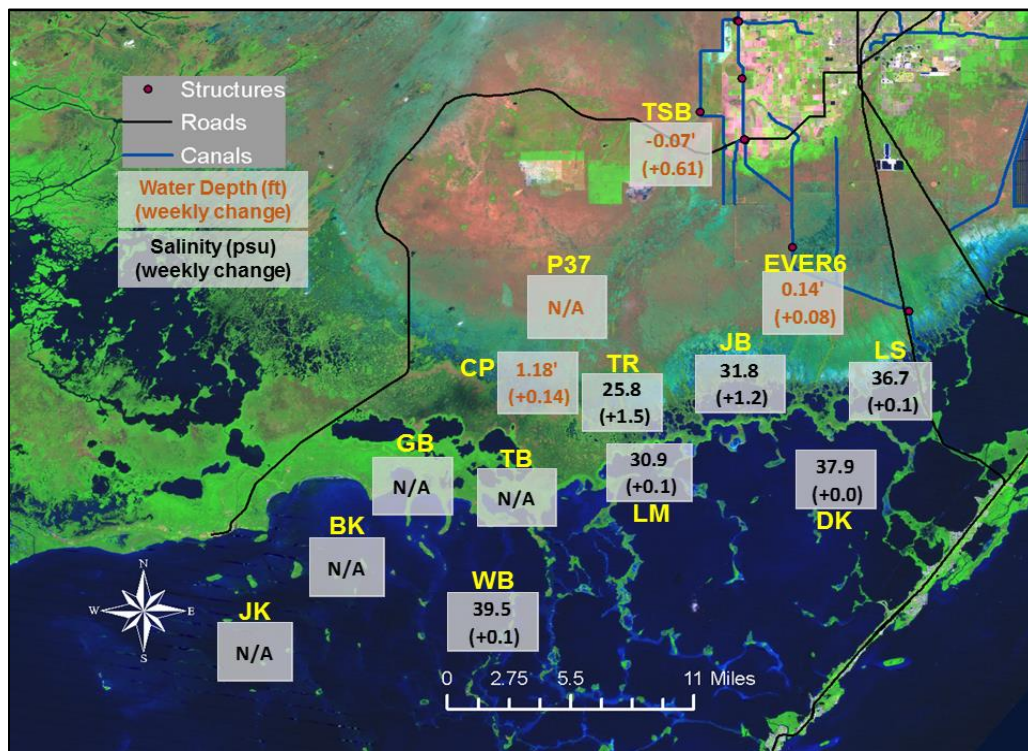 Structures
Roads
Canals
Water Depth (ft)
(weekly change)
Salinity (psu)
(weekly change)
TSB
-0.07'
(+0.61)
P37
N/A
EVER6
0.14'
(+0.08)
CP
1.18'
(+0.14)
TR
25.8
(+1.5)
JB
31.8
(+1.2)
LS
36.7
(+0.1)
GB
N/A
TB
N/A
30.9
(+0.1)
LM
37.9
(+0.0)
DK
BK
N/A
WB
39.5
(+0.1)
JK
N/A
N
W
E
S
0 2.75 5.5 11 Miles